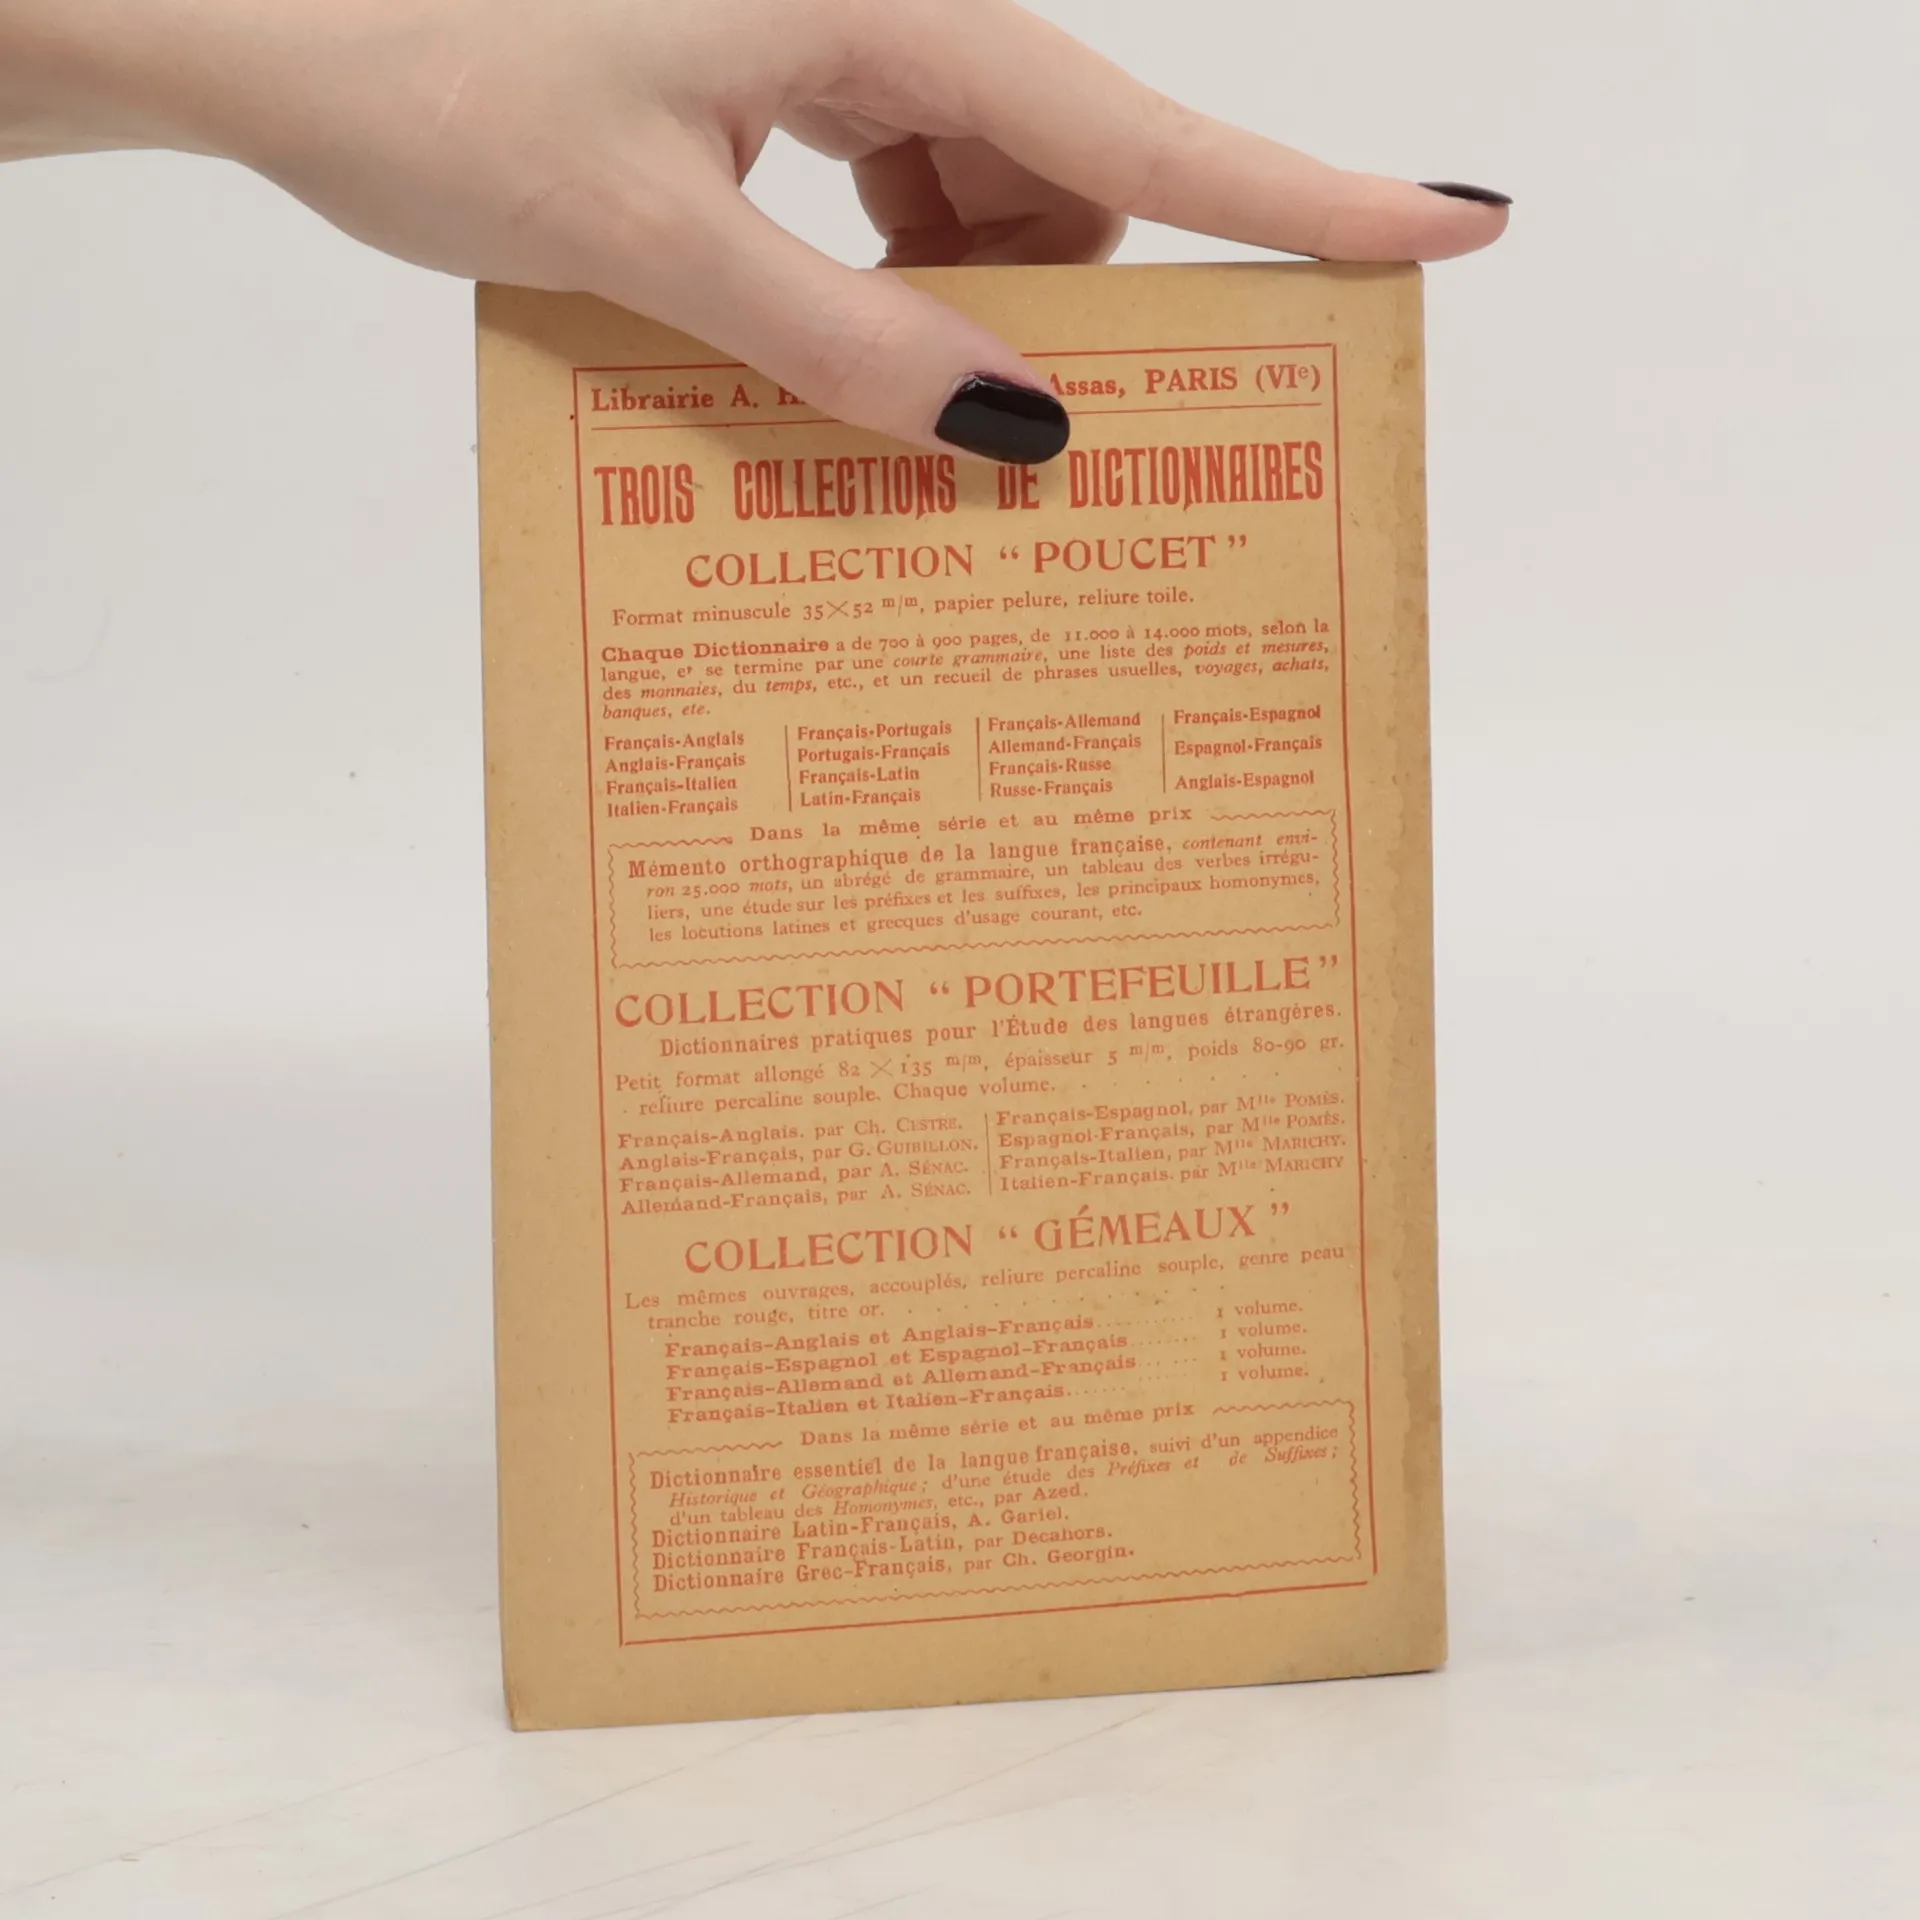 Librairie A. Assas, PARIS (VIe)
TROIS COLLECTIONS DE DICTIONNAIRES
COLLECTION “ POUCET ”
Format minuscule 35×52 m/m, papier pelure, reliure toile.
Chaque Dictionnaire a de 700 à 900 pages, de 11.000 à 14.000 mots, selon la
langue, et se termine par une courte grammaire, une liste des poids et mesures,
des monnaies, du temps, etc., et un recueil de phrases usuelles, voyages, achats,
banques, etc.
Français-Anglais
Anglais-Français
Français-Italien
Italien-Français
Français-Portugais
Portugais-Français
Français-Latin
Latin-Français
Français-Allemand
Allemand-Français
Français-Russe
Russe-Français
Français-Espagnol
Espagnol-Français
Anglais-Espagnol
Dans la même série et au même prix
Mémento orthographique de la langue française, contenant envi-
ron 25.000 mots, un abrégé de grammaire, un tableau des verbes irrégu-
liers, une étude sur les préfixes et les suffixes, les principaux homonymes,
les locutions latines et grecques d'usage courant, etc.
COLLECTION “ PORTEFEUILLE ”
Dictionnaires pratiques pour l'Étude des langues étrangères.
Petit format allongé 82 × 135 m/m, épaisseur 5 m/m, poids 80-90 gr.
reliure percaline souple. Chaque volume. . . . . . .
Français-Anglais. par Ch. CESTRE.
Anglais-Français, par G. GUIBILLON.
Français-Allemand, par A. SÉNAC.
Allemand-Français, par A. SÉNAC.
Français-Espagnol, par Mlle POMÈS.
Espagnol-Français, par Mlle POMÈS.
Français-Italien, par Mlle MARICHY.
Italien-Français. par Mlle MARICHY
COLLECTION “ GÉMEAUX ”
Les mêmes ouvrages, accouplés, reliure percaline souple, genre peau
tranche rouge, titre or. . . . . . . . . .
Français-Anglais et Anglais-Français........... 1 volume.
Français-Espagnol et Espagnol-Français........ 1 volume.
Français-Allemand et Allemand-Français....... 1 volume.
Français-Italien et Italien-Français............. 1 volume.
Dans la même série et au même prix
Dictionnaire essentiel de la langue française, suivi d'un appendice
Historique et Géographique; d'une étude des Préfixes et de Suffixes;
d'un tableau des Homonymes, etc., par Azed.
Dictionnaire Latin-Français, A. Gariel.
Dictionnaire Français-Latin, par Decahors.
Dictionnaire Grec-Français, par Ch. Georgin.